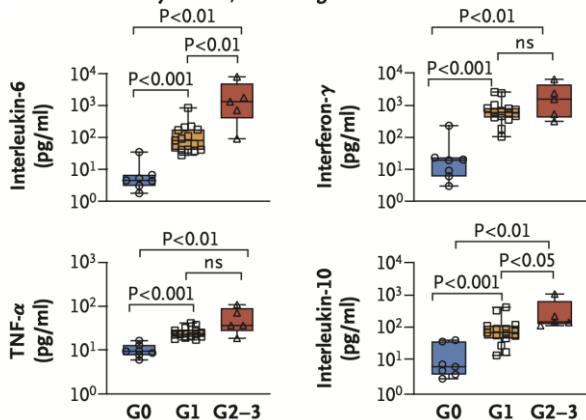 P<0.01
P<0.01
P<0.001
Interleukin-6
(pg/ml)
10⁴
10³
10²
10¹
10⁰
P<0.01
ns
P<0.001
Interferon-γ
(pg/ml)
10⁴
10³
10²
10¹
10⁰
P<0.01
ns
P<0.001
TNF-α
(pg/ml)
10³
10²
10¹
10⁰
G0 G1 G2–3
P<0.01
P<0.05
P<0.001
Interleukin-10
(pg/ml)
10⁴
10³
10²
10¹
10⁰
G0 G1 G2–3